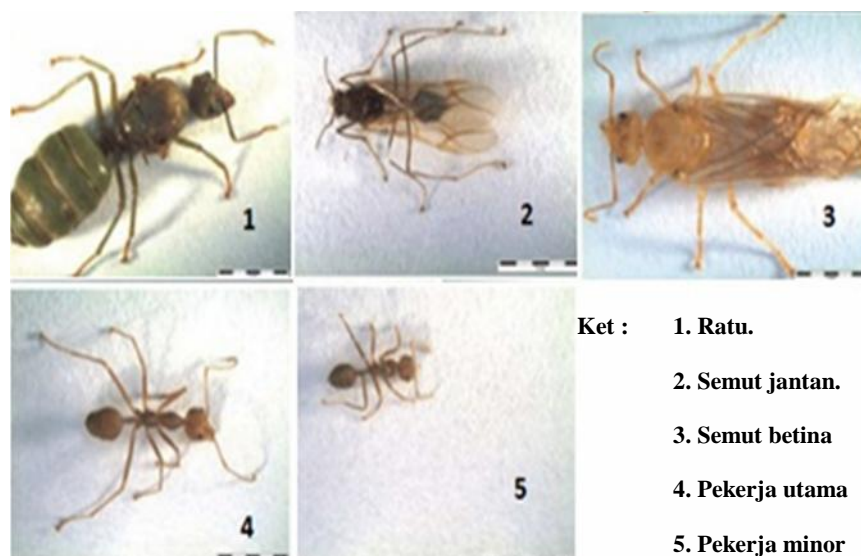 1
2
3
4
5
Ket : 1. Ratu.
2. Semut jantan.
3. Semut betina
4. Pekerja utama
5. Pekerja minor